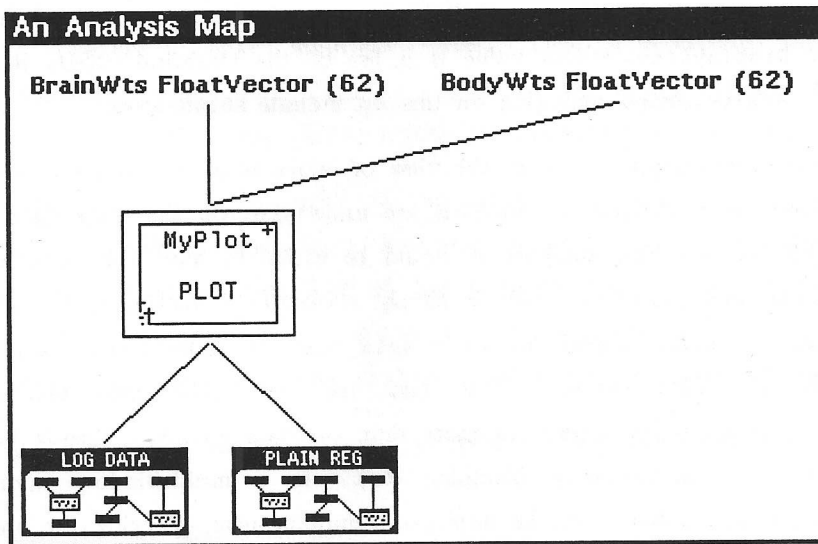 An Analysis Map
BrainWts FloatVector (62) BodyWts FloatVector (62)
MyPlot
PLOT
LOG DATA PLAIN REG